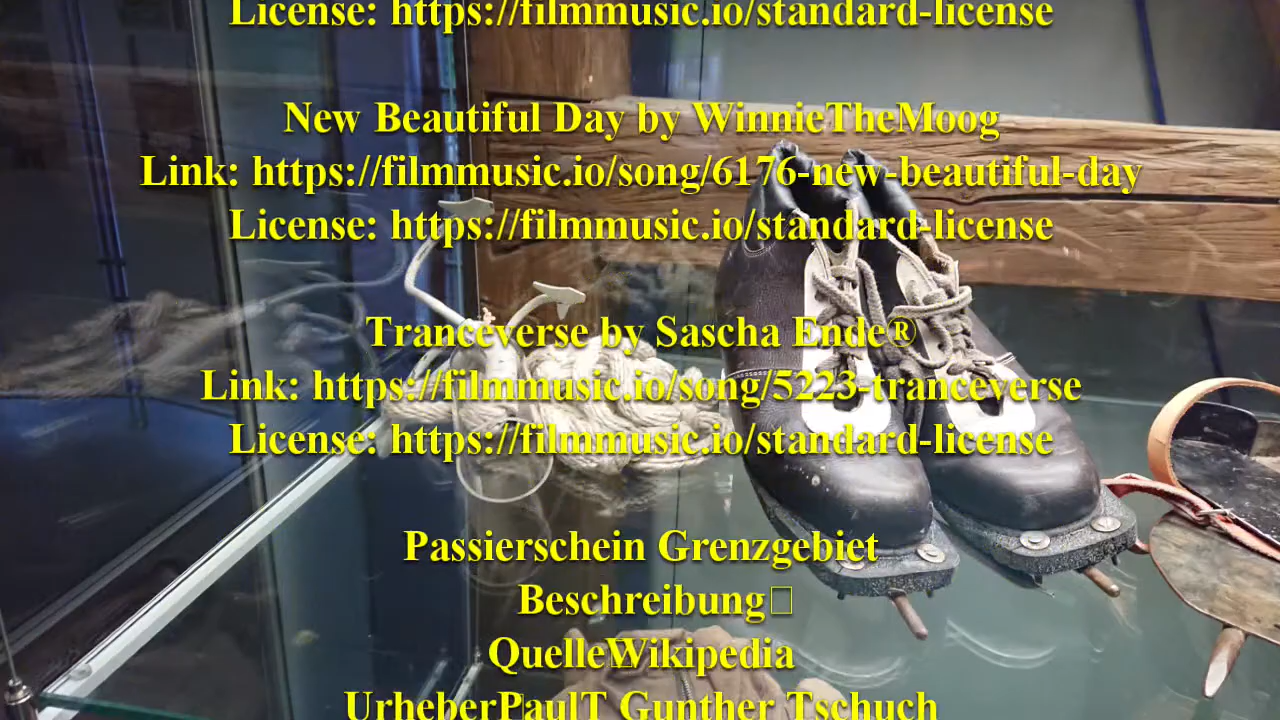 License: https://filmmusic.io/standard-license
New Beautiful Day by WinnieTheMoog
Link: https://filmmusic.io/song/6176-new-beautiful-day
License: https://filmmusic.io/standard-license
Tranceverse by Sascha Ende®
Link: https://filmmusic.io/song/5223-tranceverse
License: https://filmmusic.io/standard-license
Passierschein Grenzgebiet
Beschreibung
QuelleWikipedia
UrheberPaulT Gunther Tschuch